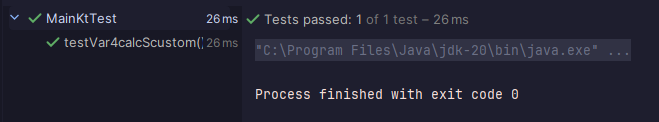 MainKtTest 26 ms
testVar4calcScustom() 26 ms
Tests passed: 1 of 1 test – 26 ms
"C:\Program Files\Java\jdk-20\bin\java.exe" ...
Process finished with exit code 0